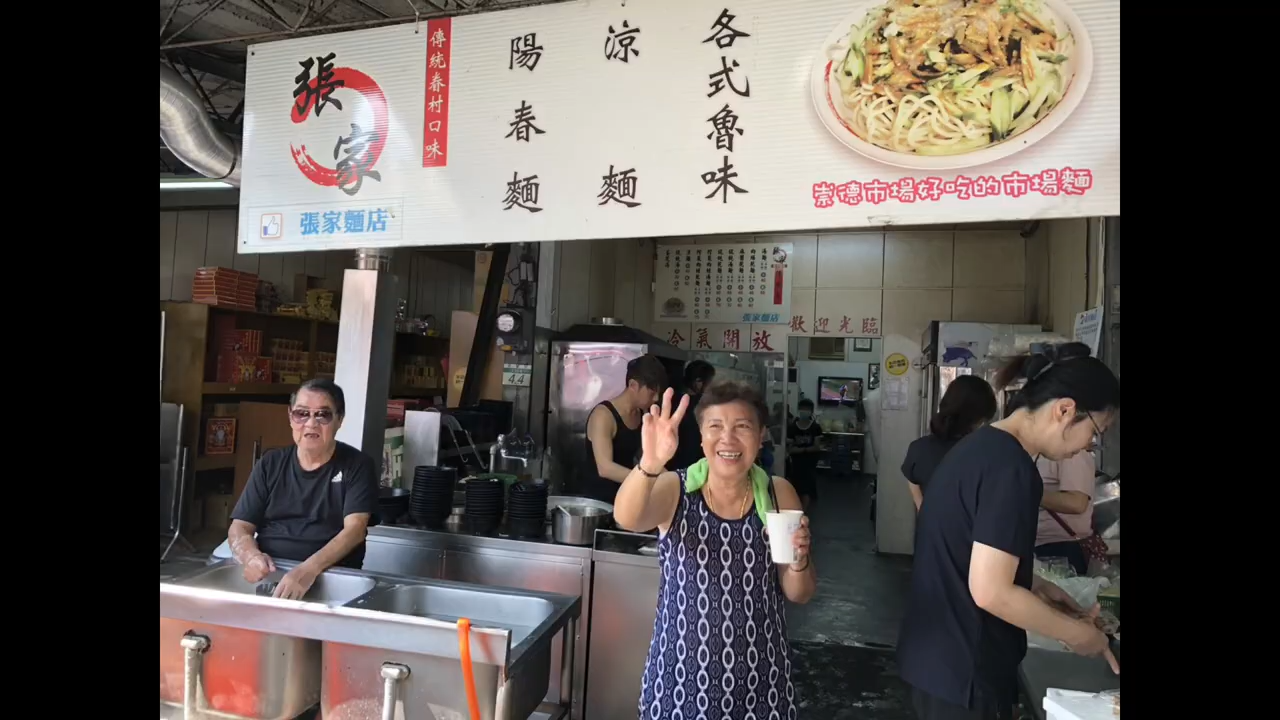 張家
傳統眷村口味
張家麵店
陽春麵
涼麵
各式魯味
崇德市場好吃的市場麵
張家麵店
冷氣開放
歡迎光臨
44